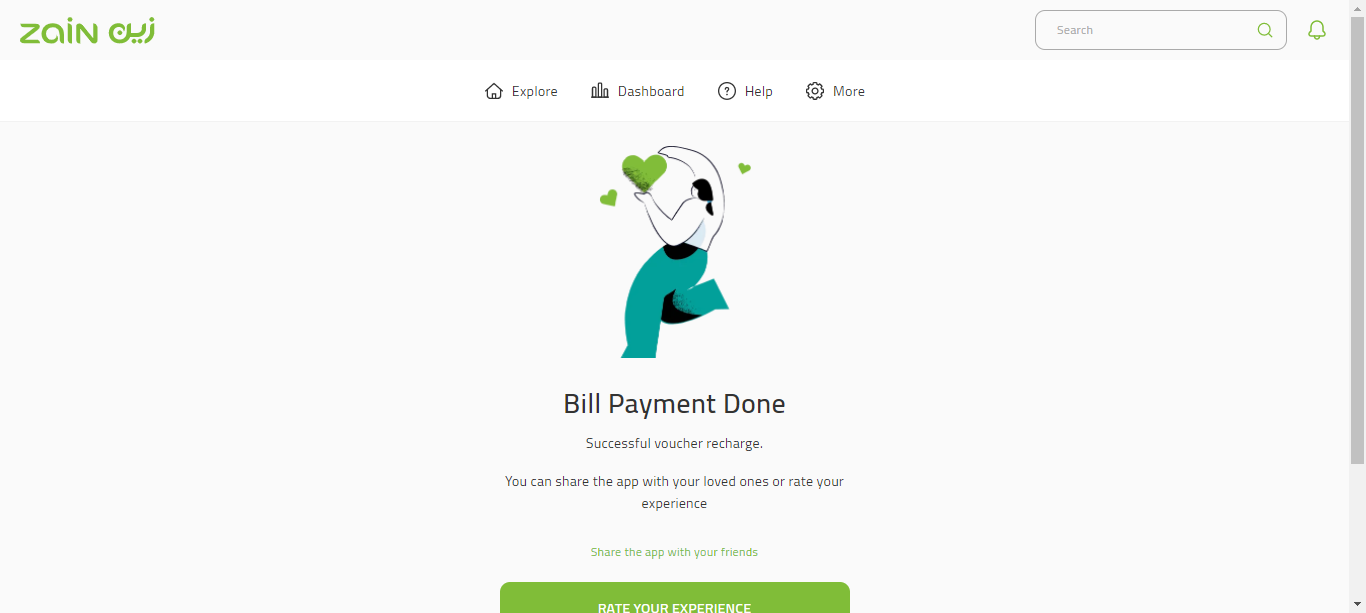 zain زين
Search
Explore
Dashboard
Help
More
Bill Payment Done
Successful voucher recharge.
You can share the app with your loved ones or rate your
experience
Share the app with your friends
RATE YOUR EXPERIENCE